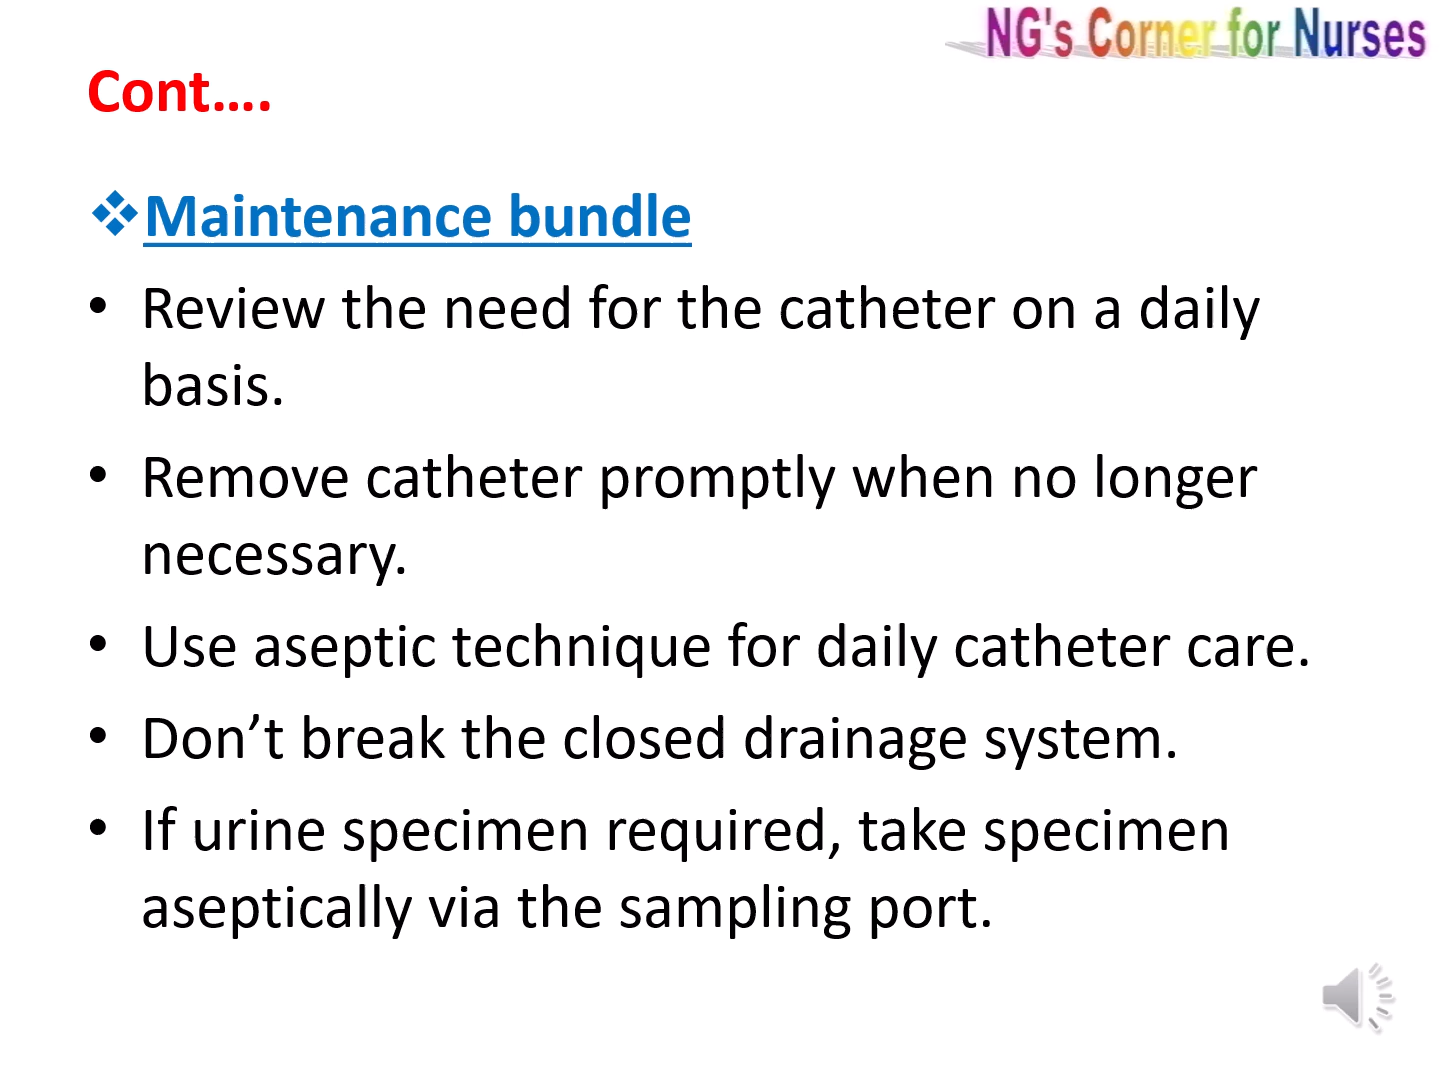 NG's Corner for Nurses
Cont….
❖Maintenance bundle
• Review the need for the catheter on a daily
basis.
• Remove catheter promptly when no longer
necessary.
• Use aseptic technique for daily catheter care.
• Don’t break the closed drainage system.
• If urine specimen required, take specimen
aseptically via the sampling port.